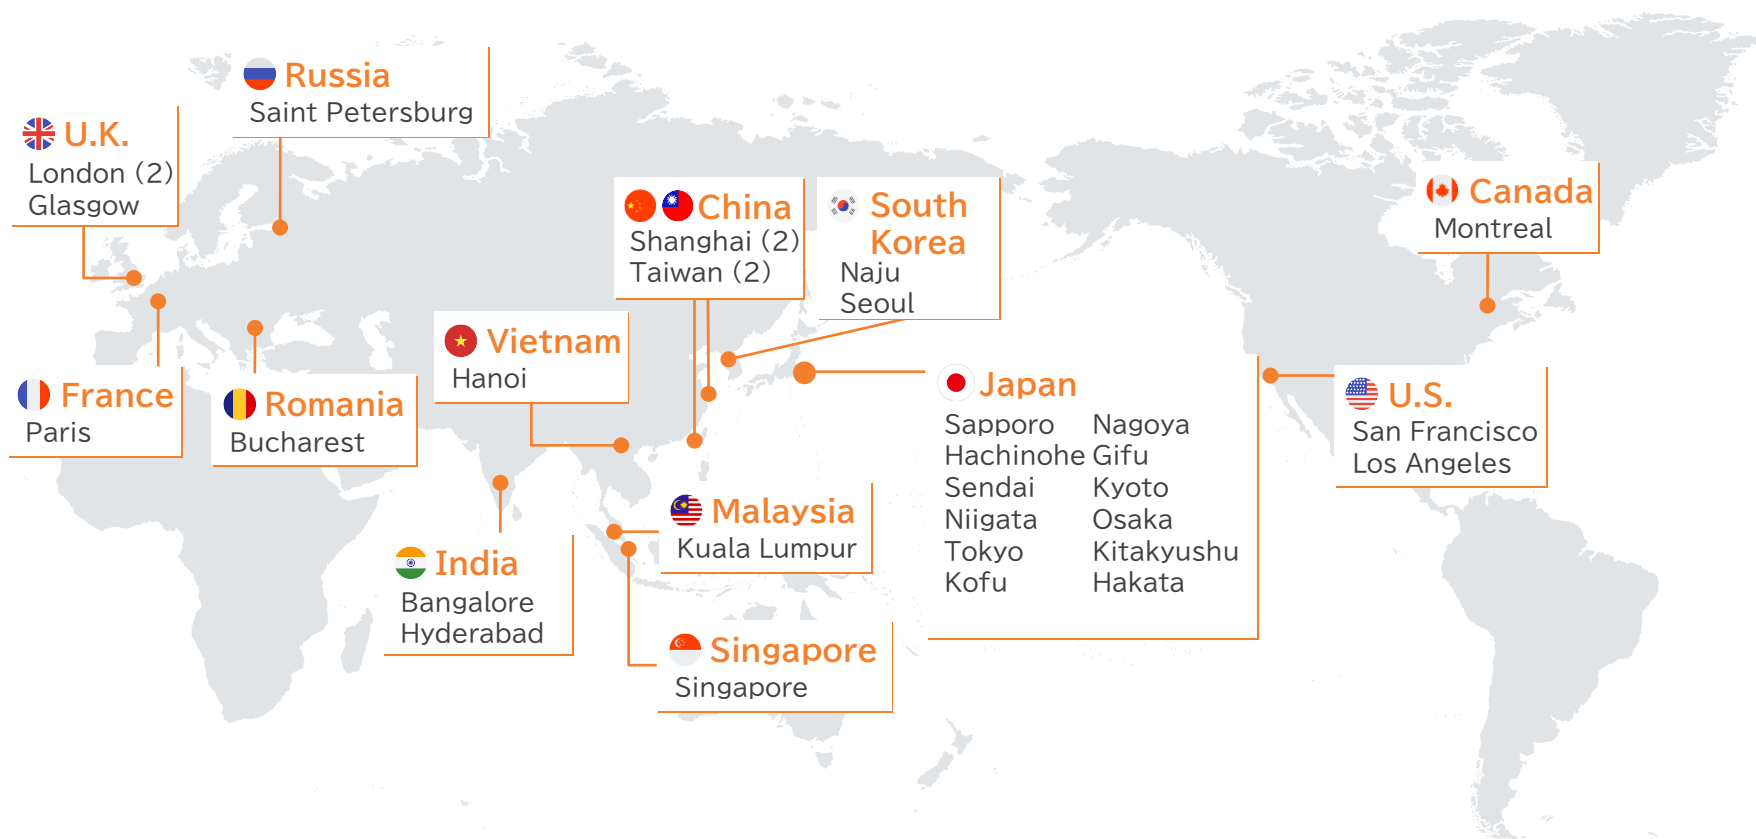 Russia
Saint Petersburg
U.K.
London (2)
Glasgow
China
Shanghai (2)
Taiwan (2)
South
Korea
Naju
Seoul
Canada
Montreal
Vietnam
Hanoi
France
Paris
Romania
Bucharest
Japan
Sapporo Nagoya
Hachinohe Gifu
Sendai Kyoto
Niigata Osaka
Tokyo Kitakyushu
Kofu Hakata
U.S.
San Francisco
Los Angeles
Malaysia
Kuala Lumpur
India
Bangalore
Hyderabad
Singapore
Singapore